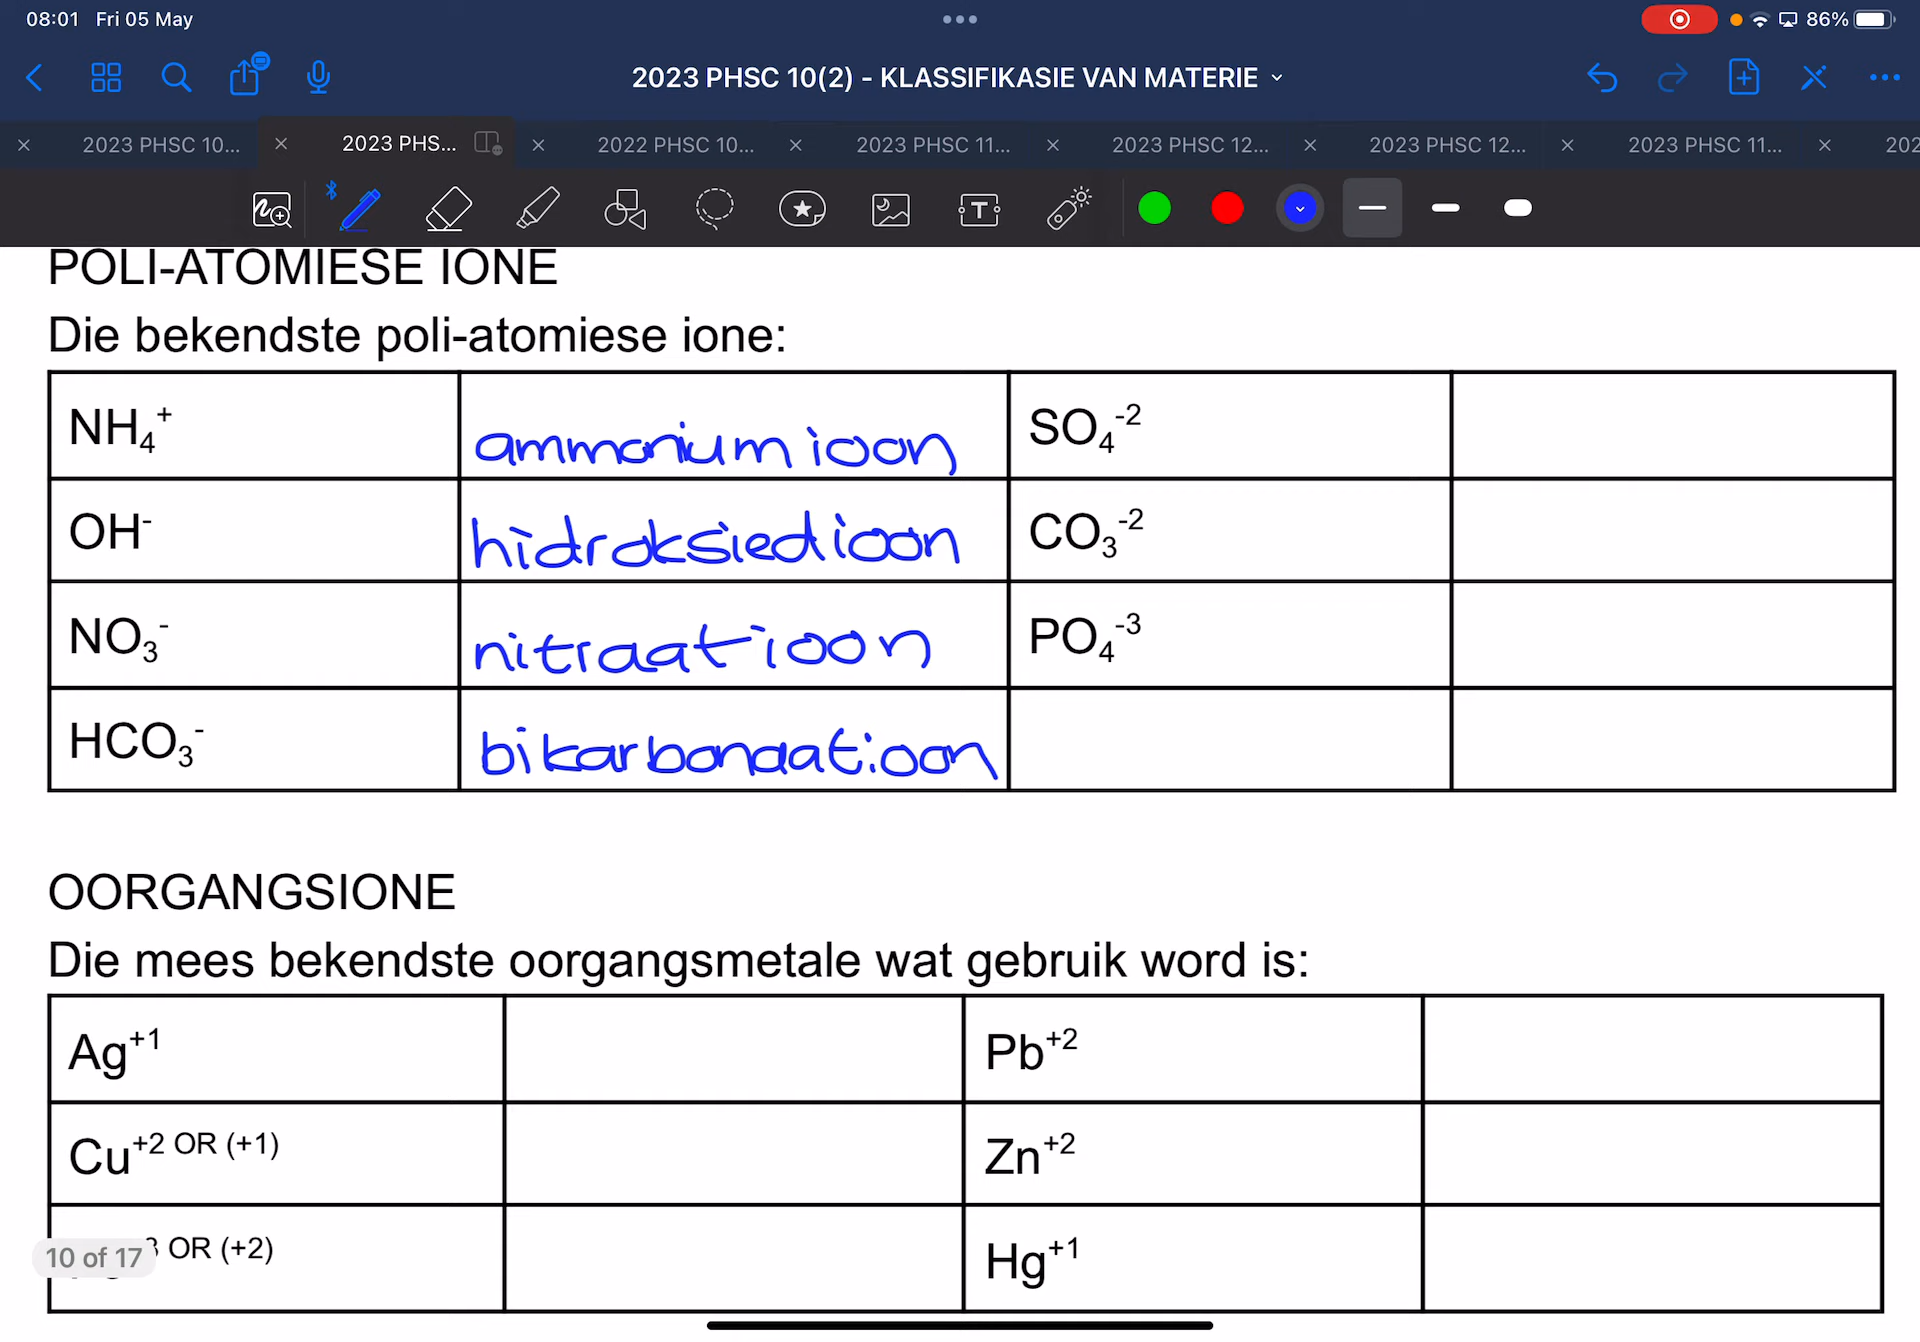 08:01 Fri 05 May
86%
2023 PHSC 10(2) - KLASSIFIKASIE VAN MATERIE
2023 PHSC 10... 2023 PHS... 2022 PHSC 10... 2023 PHSC 11... 2023 PHSC 12... 2023 PHSC 12... 2023 PHSC 11... 202
POLI-ATOMIESE IONE
Die bekendste poli-atomiese ione:
NH₄⁺ ammonium ioon SO₄⁻²
OH⁻ hidroksiedioon CO₃⁻²
NO₃⁻ nitraatioon PO₄⁻³
HCO₃⁻ bikarbonaatioon
OORGANGSIONE
Die mees bekendste oorgangsmetale wat gebruik word is:
Ag⁺¹ Pb⁺²
Cu⁺² OR (+1) Zn⁺²
OR (+2) Hg⁺¹
10 of 17